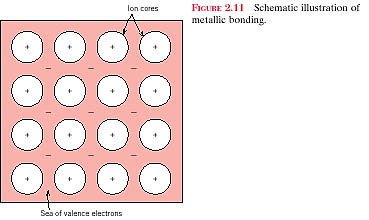 Ion cores
FIGURE 2.11 Schematic illustration of
metallic bonding.
+ + + +
– – –
+ + + +
– – –
+ + + +
– – –
+ + + +
Sea of valence electrons